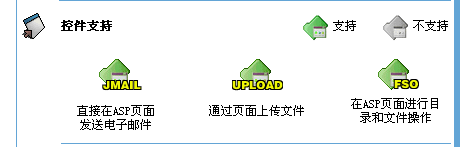 控件支持 支持 不支持
JMAIL UPLOAD FSO
直接在ASP页面
发送电子邮件
通过页面上传文件
在ASP页面进行目
录和文件操作